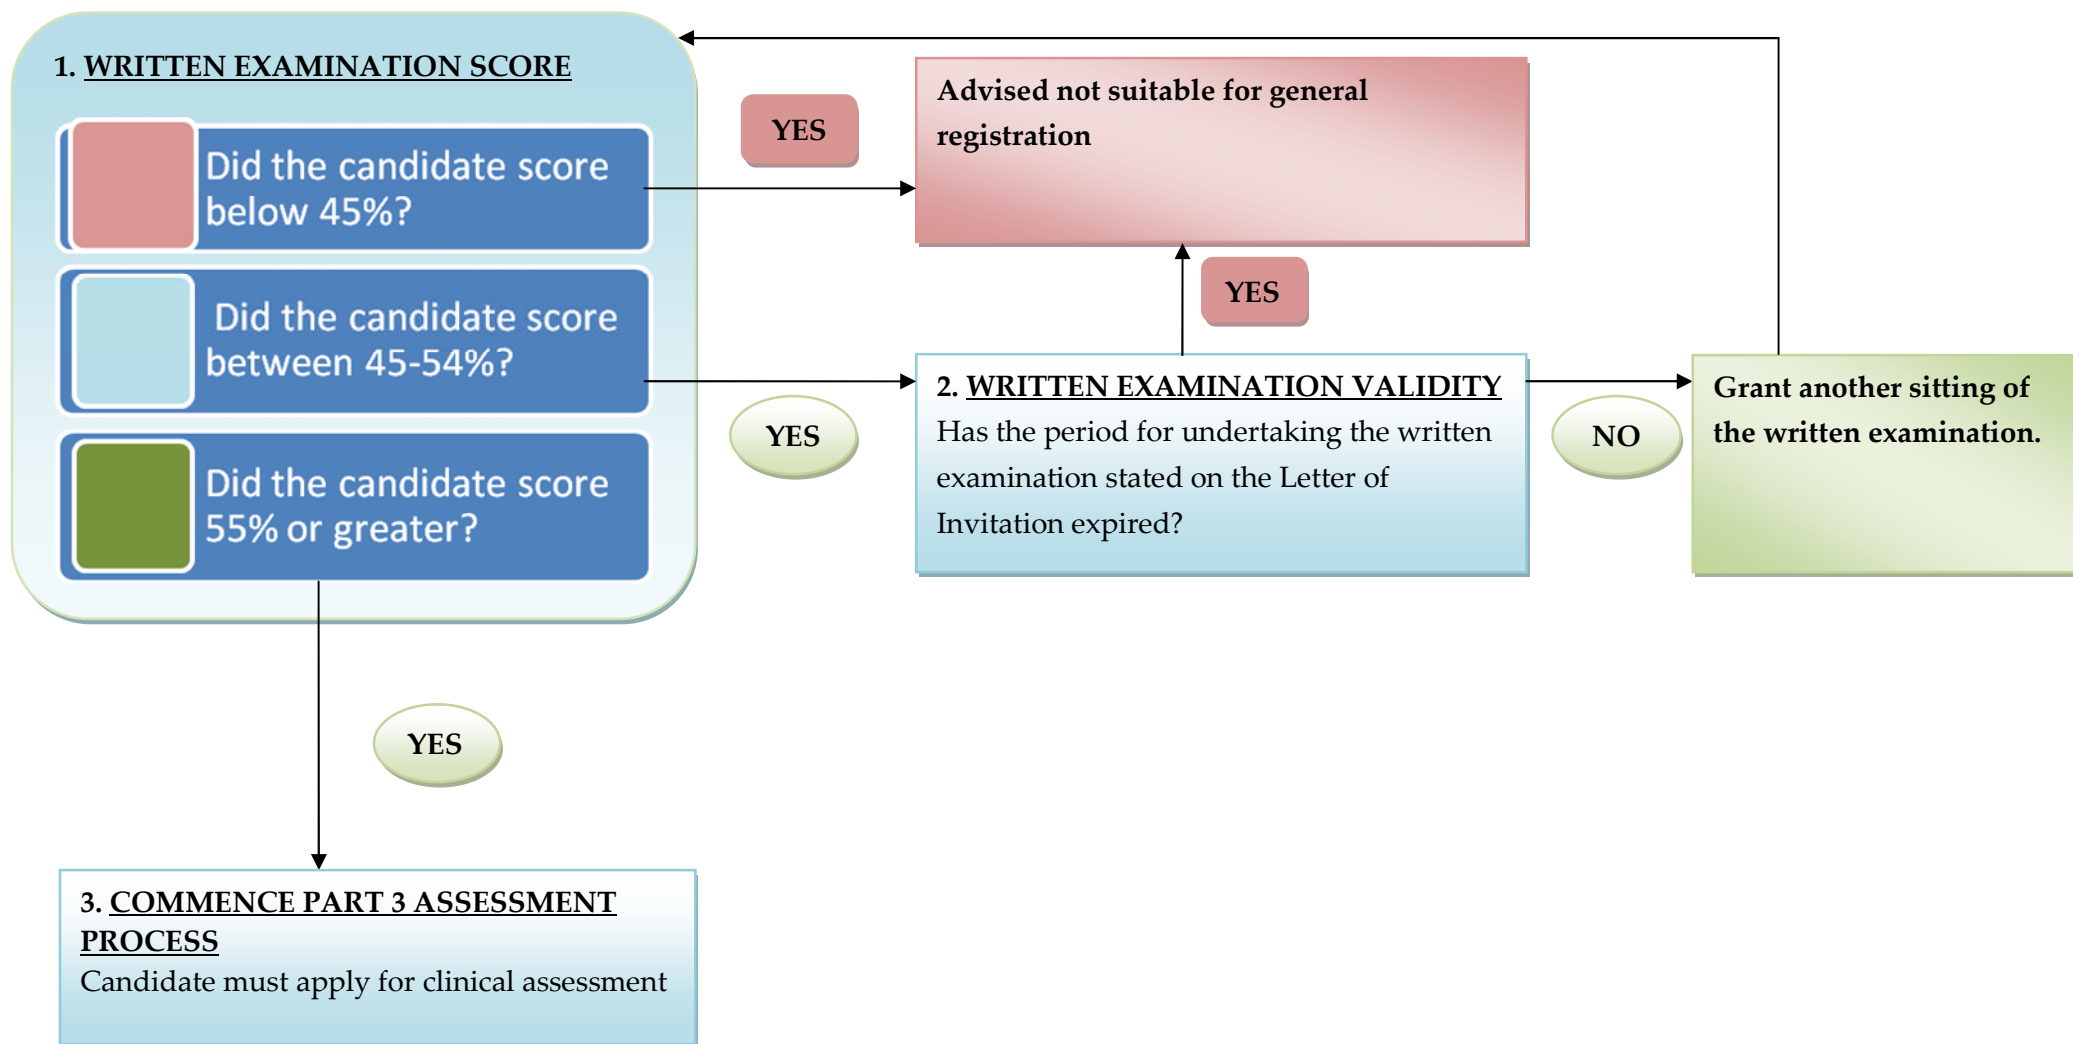 1. WRITTEN EXAMINATION SCORE
Did the candidate score
below 45%?
Did the candidate score
between 45-54%?
Did the candidate score
55% or greater?
YES
Advised not suitable for general
registration
YES
YES
2. WRITTEN EXAMINATION VALIDITY
Has the period for undertaking the written
examination stated on the Letter of
Invitation expired?
NO
Grant another sitting of
the written examination.
YES
3. COMMENCE PART 3 ASSESSMENT
PROCESS
Candidate must apply for clinical assessment